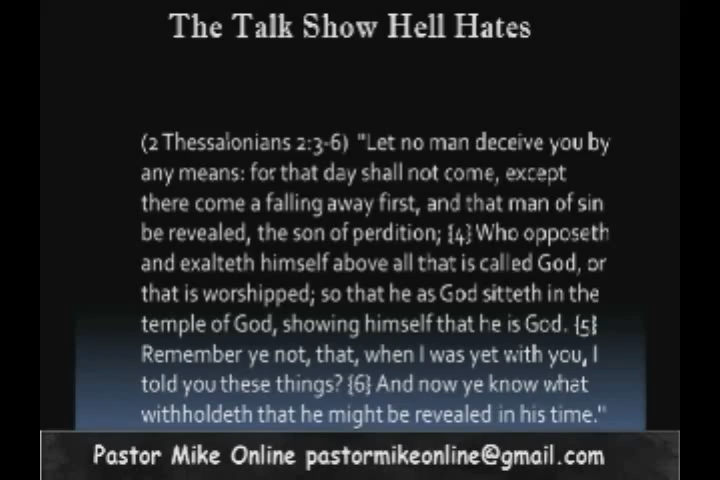 The Talk Show Hell Hates
(2 Thessalonians 2:3-6) "Let no man deceive you by
any means: for that day shall not come, except
there come a falling away first, and that man of sin
be revealed, the son of perdition; {4} Who opposeth
and exalteth himself above all that is called God, or
that is worshipped; so that he as God sitteth in the
temple of God, showing himself that he is God. {5}
Remember ye not, that, when I was yet with you, I
told you these things? {6} And now ye know what
withholdeth that he might be revealed in his time."
Pastor Mike Online pastormikeonline@gmail.com